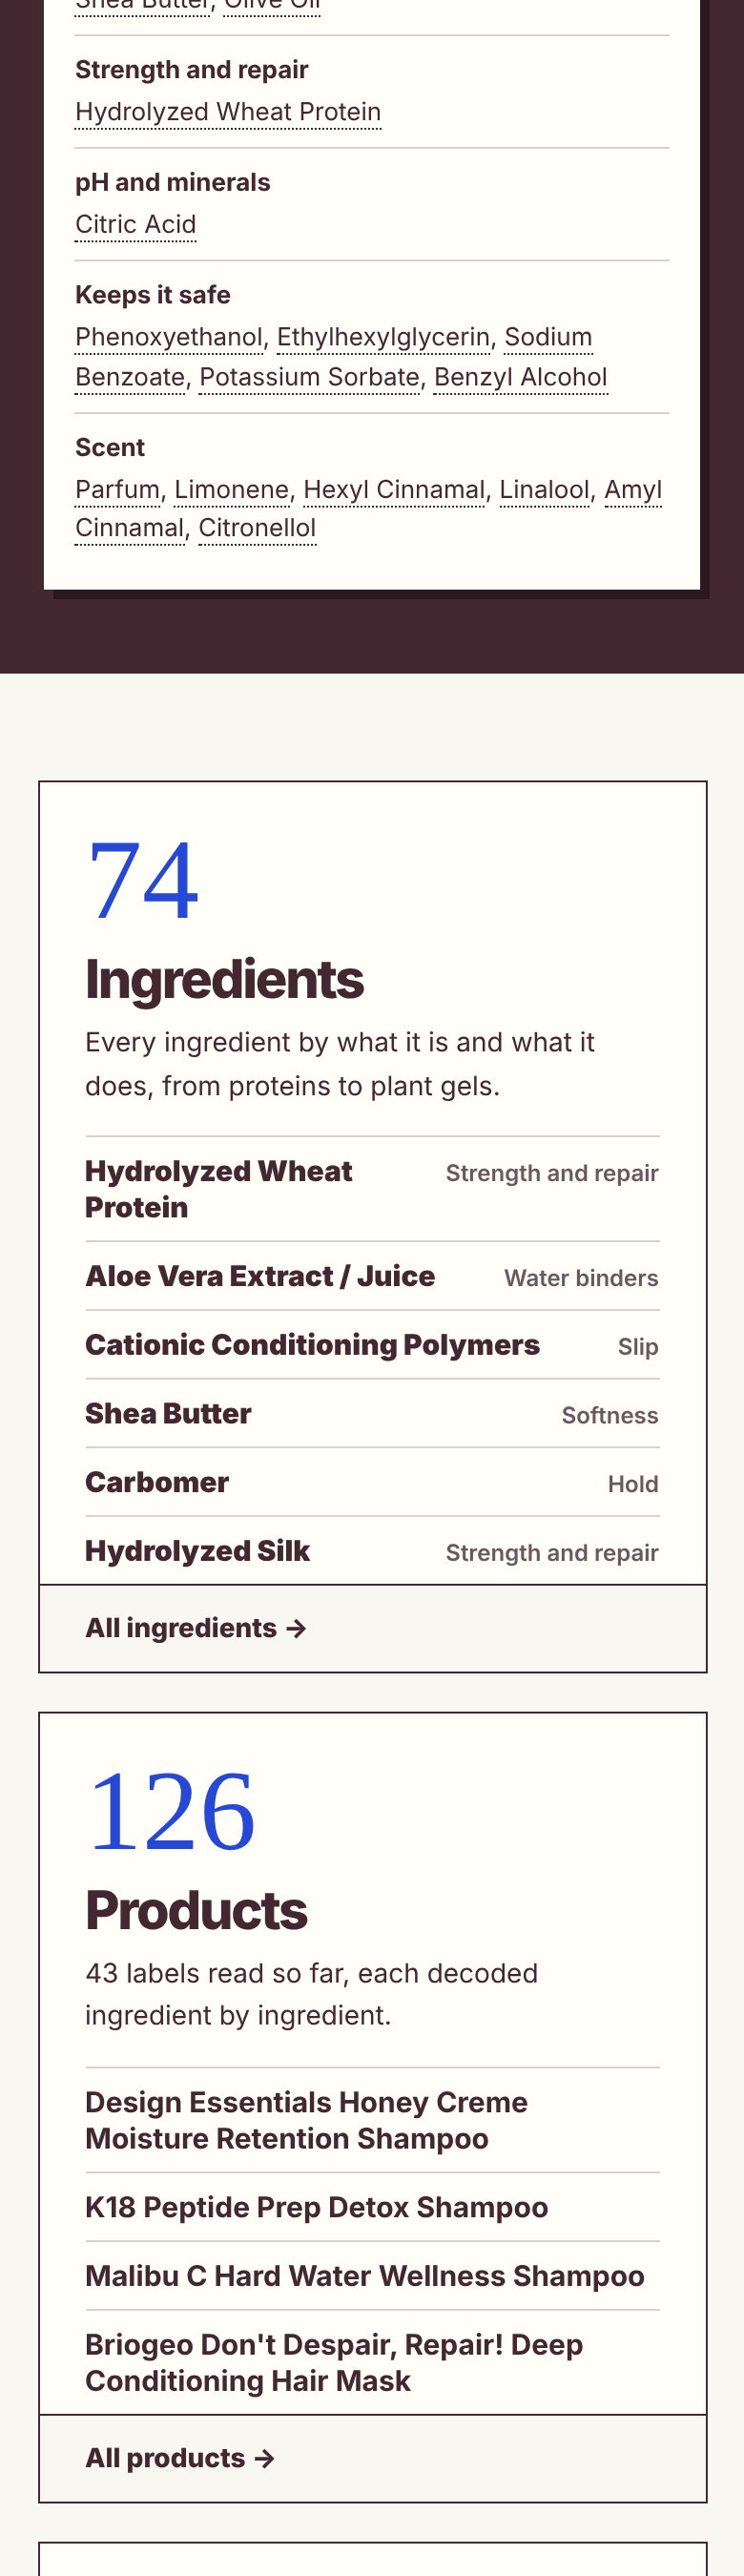 Shea Butter, Olive Oil
Strength and repair
Hydrolyzed Wheat Protein
pH and minerals
Citric Acid
Keeps it safe
Phenoxyethanol, Ethylhexylglycerin, Sodium
Benzoate, Potassium Sorbate, Benzyl Alcohol
Scent
Parfum, Limonene, Hexyl Cinnamal, Linalool, Amyl
Cinnamal, Citronellol
74
Ingredients
Every ingredient by what it is and what it
does, from proteins to plant gels.
Hydrolyzed Wheat Strength and repair
Protein
Aloe Vera Extract / Juice Water binders
Cationic Conditioning Polymers Slip
Shea Butter Softness
Carbomer Hold
Hydrolyzed Silk Strength and repair
All ingredients →
126
Products
43 labels read so far, each decoded
ingredient by ingredient.
Design Essentials Honey Creme
Moisture Retention Shampoo
K18 Peptide Prep Detox Shampoo
Malibu C Hard Water Wellness Shampoo
Briogeo Don't Despair, Repair! Deep
Conditioning Hair Mask
All products →